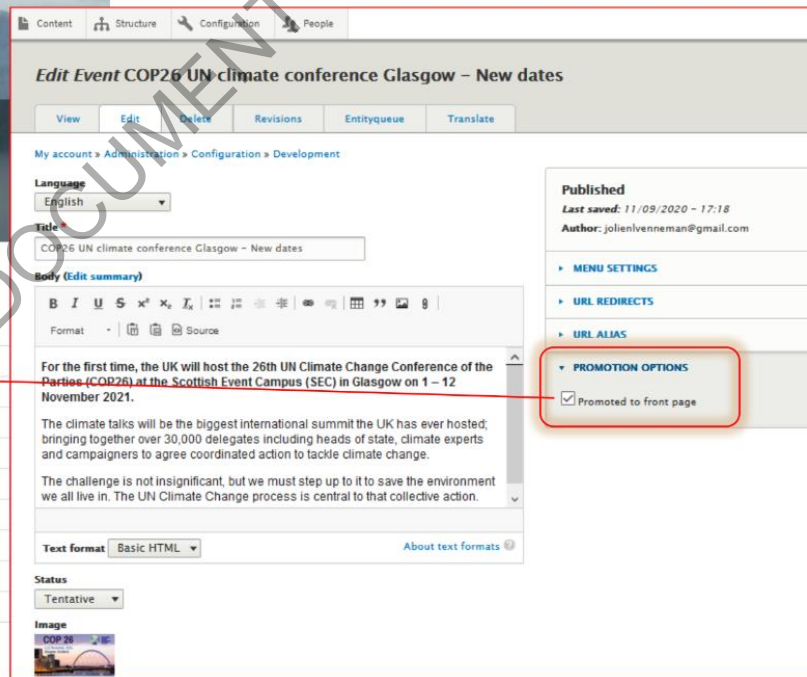 Content Structure Configuration People
Edit Event COP26 UN climate conference Glasgow – New dates
View Edit Delete Revisions Entityqueue Translate
My account » Administration » Configuration » Development
Language
English
Title *
COP26 UN climate conference Glasgow – New dates
Body (Edit summary)
Format Source
For the first time, the UK will host the 26th UN Climate Change Conference of the
Parties (COP26) at the Scottish Event Campus (SEC) in Glasgow on 1 – 12
November 2021.
The climate talks will be the biggest international summit the UK has ever hosted;
bringing together over 30,000 delegates including heads of state, climate experts
and campaigners to agree coordinated action to tackle climate change.
The challenge is not insignificant, but we must step up to it to save the environment
we all live in. The UN Climate Change process is central to that collective action.
Text format Basic HTML About text formats
Status
Tentative
Image
COP 26
Published
Last saved: 11/09/2020 – 17:18
Author: jolienlvenneman@gmail.com
MENU SETTINGS
URL REDIRECTS
URL ALIAS
PROMOTION OPTIONS
Promoted to front page
DOCUMENT